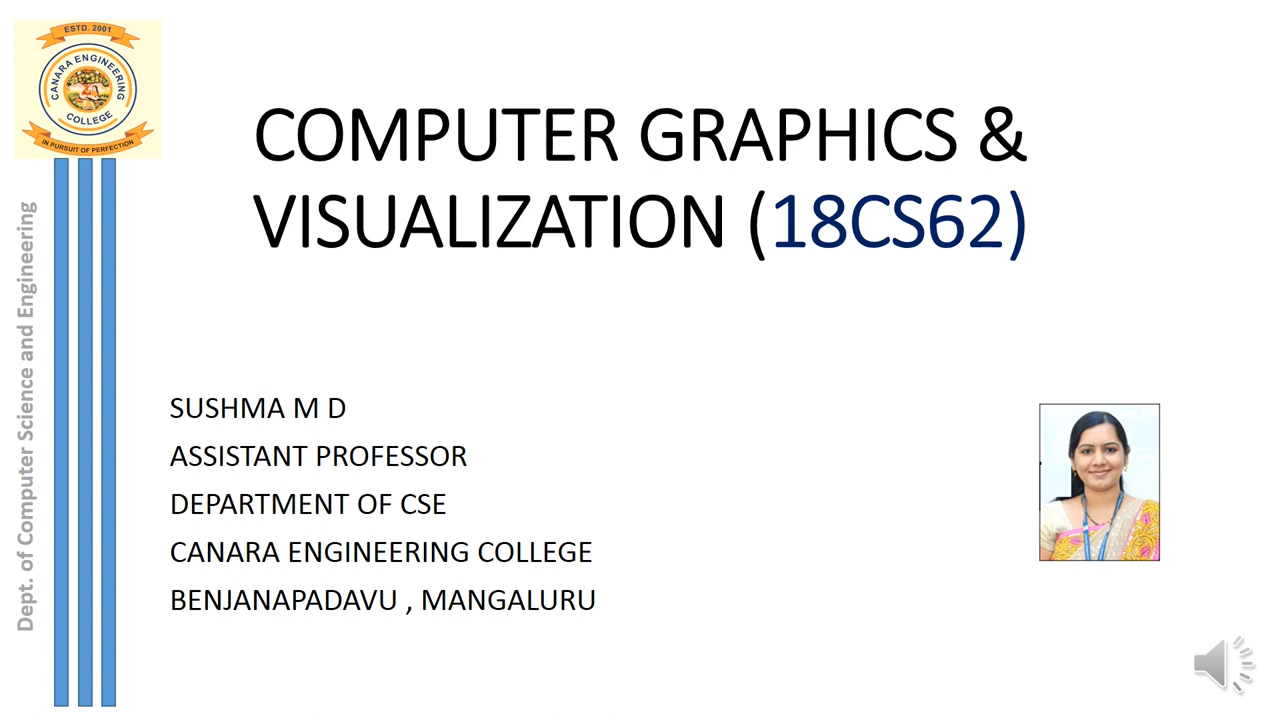 ESTD. 2001
CANARA ENGINEERING
COLLEGE
IN PURSUIT OF PERFECTION
Dept. of Computer Science and Engineering
COMPUTER GRAPHICS &
VISUALIZATION (18CS62)
SUSHMA M D
ASSISTANT PROFESSOR
DEPARTMENT OF CSE
CANARA ENGINEERING COLLEGE
BENJANAPADAVU , MANGALURU